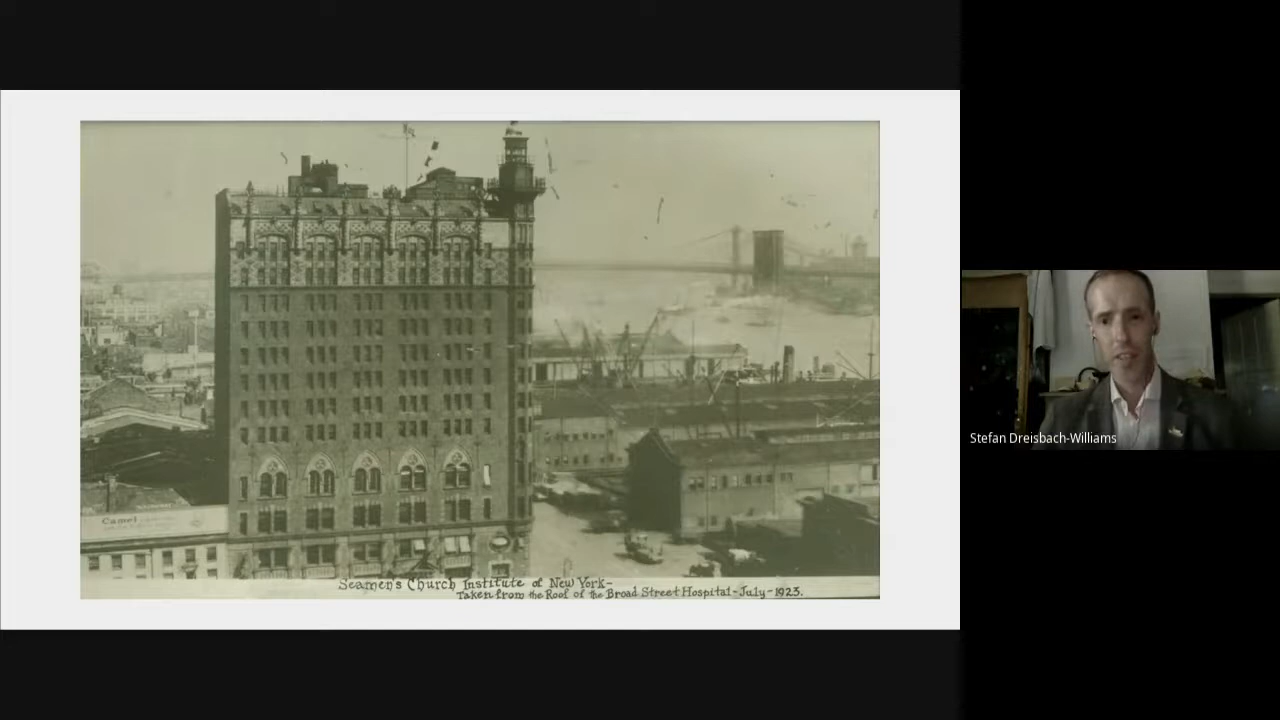 Camel
Seamen's Church Institute of New York-
Taken from the Roof of the Broad Street Hospital-July-1923.
Stefan Dreisbach-Williams